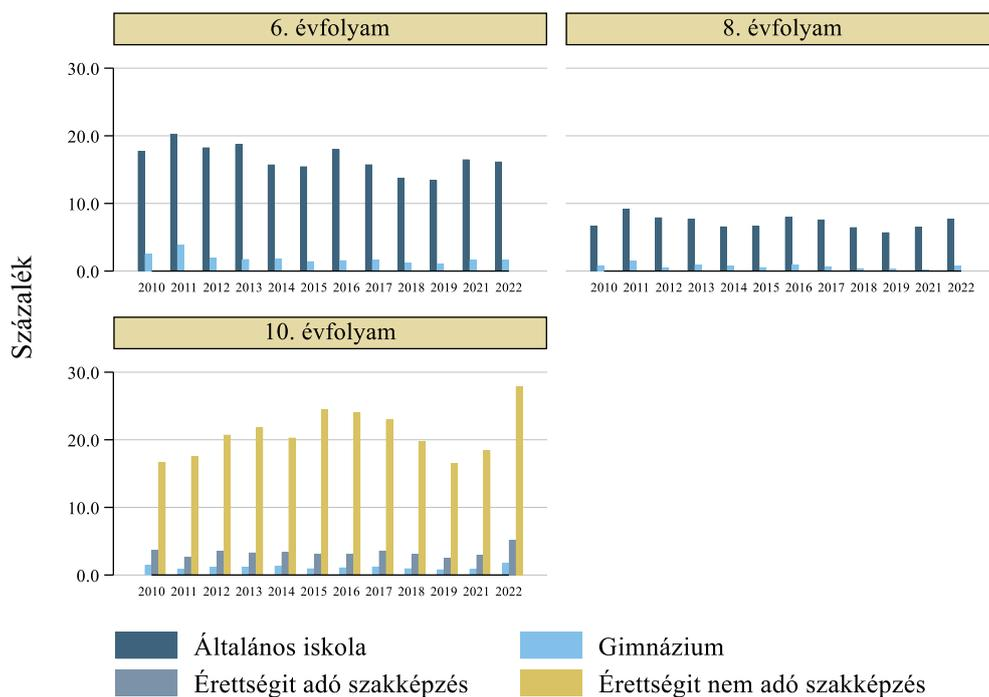 6. évfolyam
8. évfolyam
30.0
20.0
10.0
0.0
2010 2011 2012 2013 2014 2015 2016 2017 2018 2019 2021 2022
2010 2011 2012 2013 2014 2015 2016 2017 2018 2019 2021 2022
Százalék
10. évfolyam
30.0
20.0
10.0
0.0
2010 2011 2012 2013 2014 2015 2016 2017 2018 2019 2021 2022
Általános iskola
Gimnázium
Érettségit adó szakképzés
Érettségit nem adó szakképzés